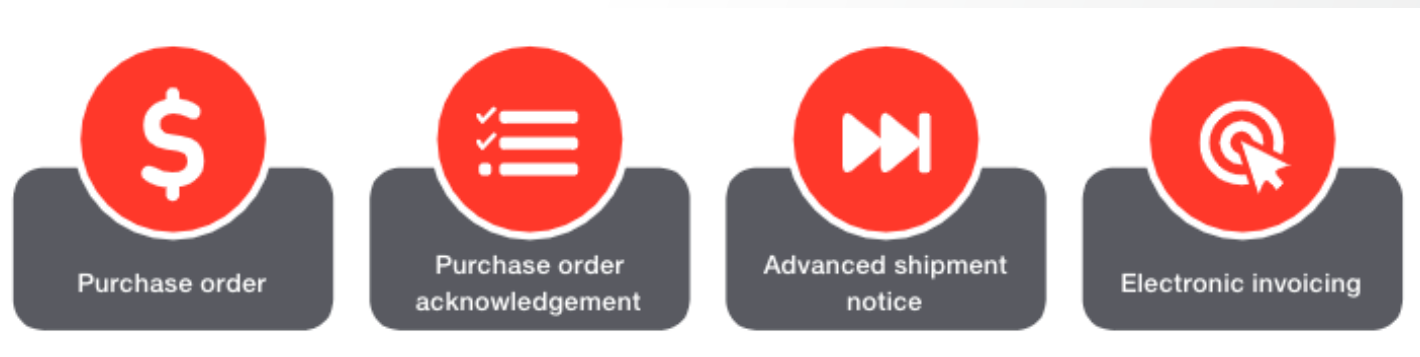 Purchase order
Purchase order
acknowledgement
Advanced shipment
notice
Electronic invoicing